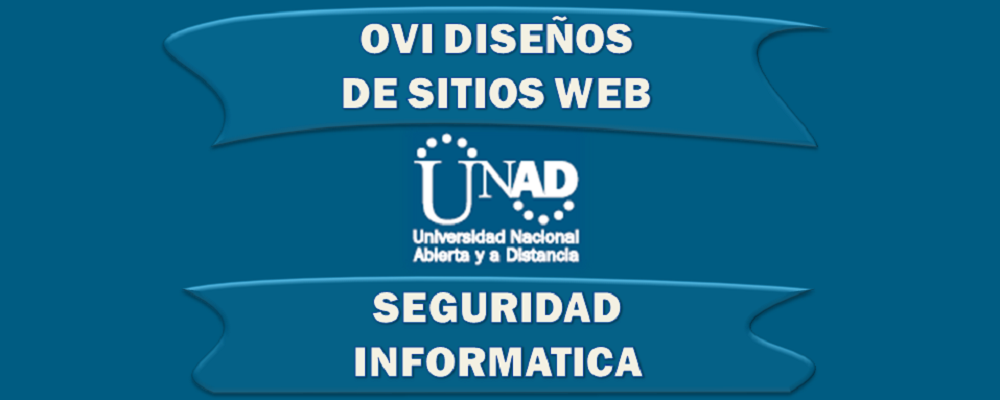 OVI DISEÑOS
DE SITIOS WEB
UNAD
Universidad Nacional
Abierta y a Distancia
SEGURIDAD
INFORMATICA